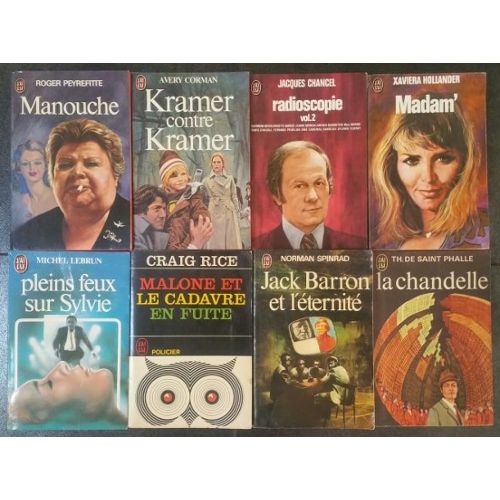 ROGER PEYREFITTE
Manouche
AVERY CORMAN
Kramer
contre
Kramer
JACQUES CHANCEL
radioscopie
vol.2
XAVIERA HOLLANDER
Madam'
MICHEL LEBRUN
pleins feux
sur Sylvie
CRAIG RICE
MALONE ET
LE CADAVRE
EN FUITE
J'AI LU
POLICIER
NORMAN SPINRAD
Jack Barron
et l'éternité
TH. DE SAINT PHALLE
la chandelle